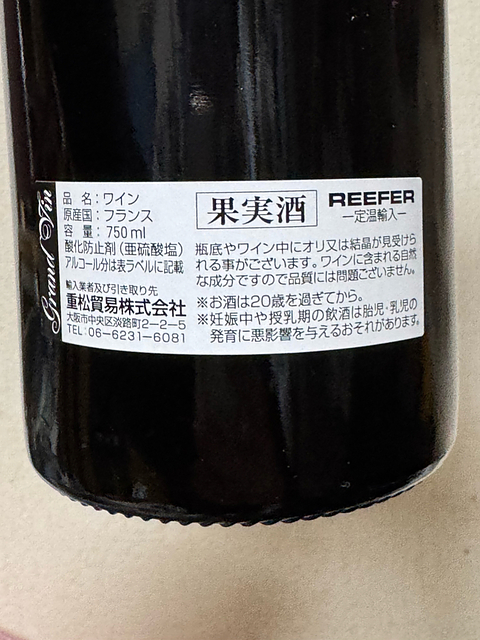 Grand Vin
品 名：ワイン
原産国：フランス
容 量：750ml
酸化防止剤（亜硫酸塩）
アルコール分は表ラベルに記載
輸入業者及び引き取り先
重松貿易株式会社
大阪市中央区淡路町2－2－5
TEL：06-6231-6081
果実酒
REEFER
―定温輸入―
瓶底やワイン中にオリ又は結晶が見受けら
れる事がございます。ワインに含まれる自然
な成分ですので品質には問題ございません。
※お酒は20歳を過ぎてから。
※妊娠中や授乳期の飲酒は胎児・乳児の
発育に悪影響を与えるおそれがあります。